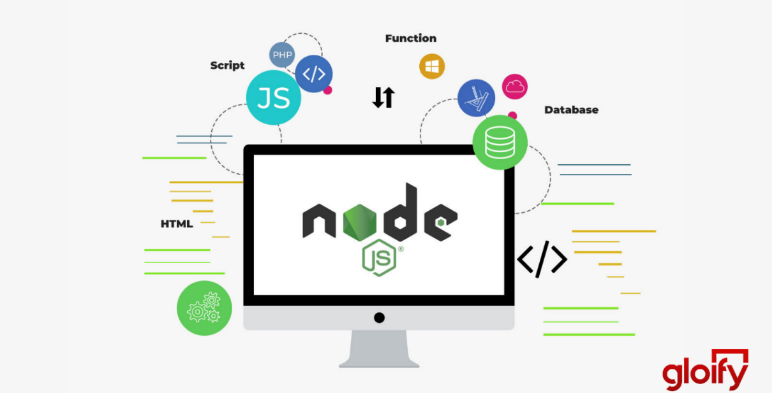 Function
PHP
Script
</>
JS
Database
node
JS®
HTML
</>
gloify